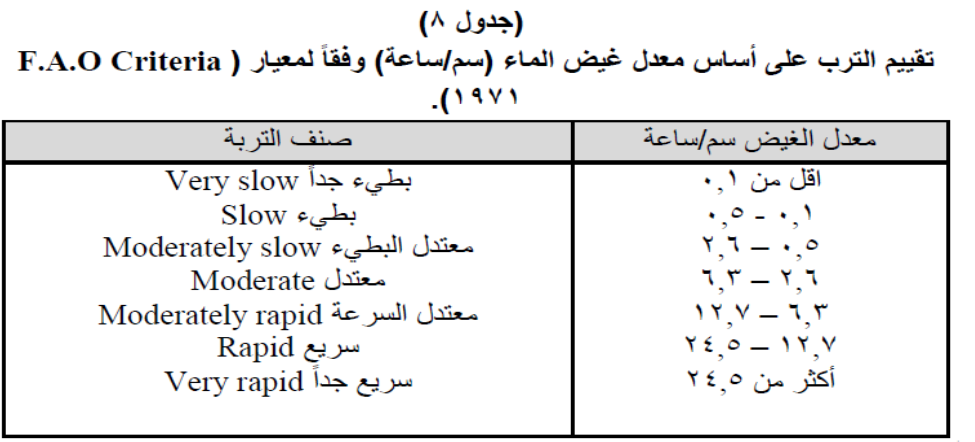 (جدول ٨)
تقييم الترب على أساس معدل غيض الماء (سم/ساعة) وفقاً لمعيار ( F.A.O Criteria
١٩٧١).
معدل الغيض سم/ساعة صنف التربة
اقل من ٠,١ بطيء جداً Very slow
٠,١ - ٠,٥ بطيء Slow
٠,٥ – ٢,٦ معتدل البطيء Moderately slow
٢,٦ – ٦,٣ معتدل Moderate
٦,٣ – ١٢,٧ معتدل السرعة Moderately rapid
١٢,٧ – ٢٤,٥ سريع Rapid
أكثر من ٢٤,٥ سريع جداً Very rapid